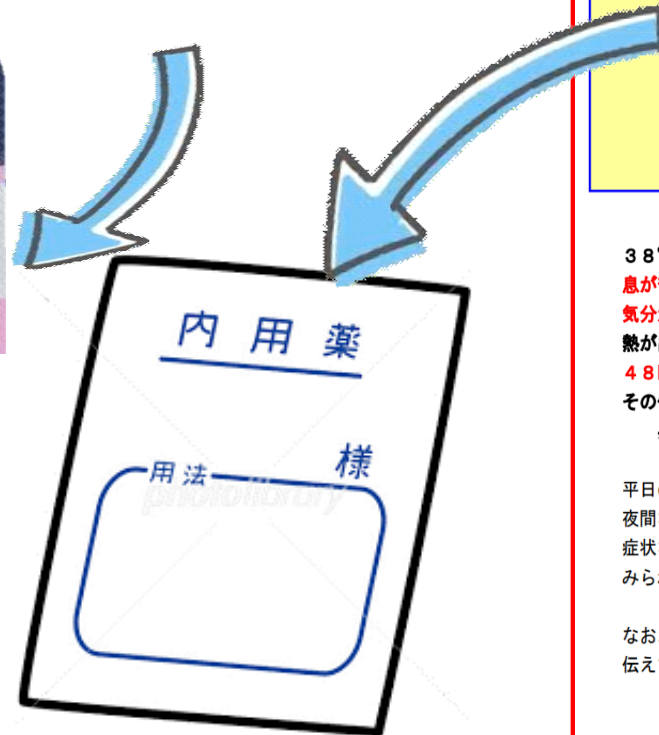 内用薬
様
用法
photolibrary
３８
息が
気分
熱が
４８
その
平日
夜間
症状
みら
なお
伝え